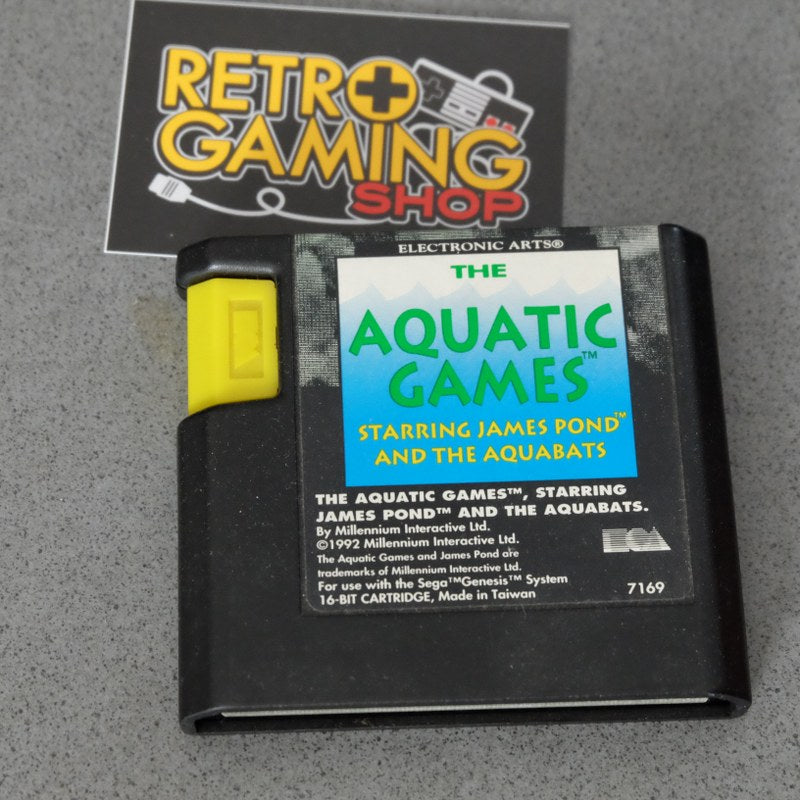 RETRO
GAMING
SHOP
ELECTRONIC ARTS®
THE
AQUATIC
GAMES™
STARRING JAMES POND™
AND THE AQUABATS
THE AQUATIC GAMES™, STARRING
JAMES POND™ AND THE AQUABATS.
By Millennium Interactive Ltd.
©1992 Millennium Interactive Ltd.
The Aquatic Games and James Pond are
trademarks of Millennium Interactive Ltd.
For use with the Sega™Genesis™ System
16-BIT CARTRIDGE, Made in Taiwan
EA
7169